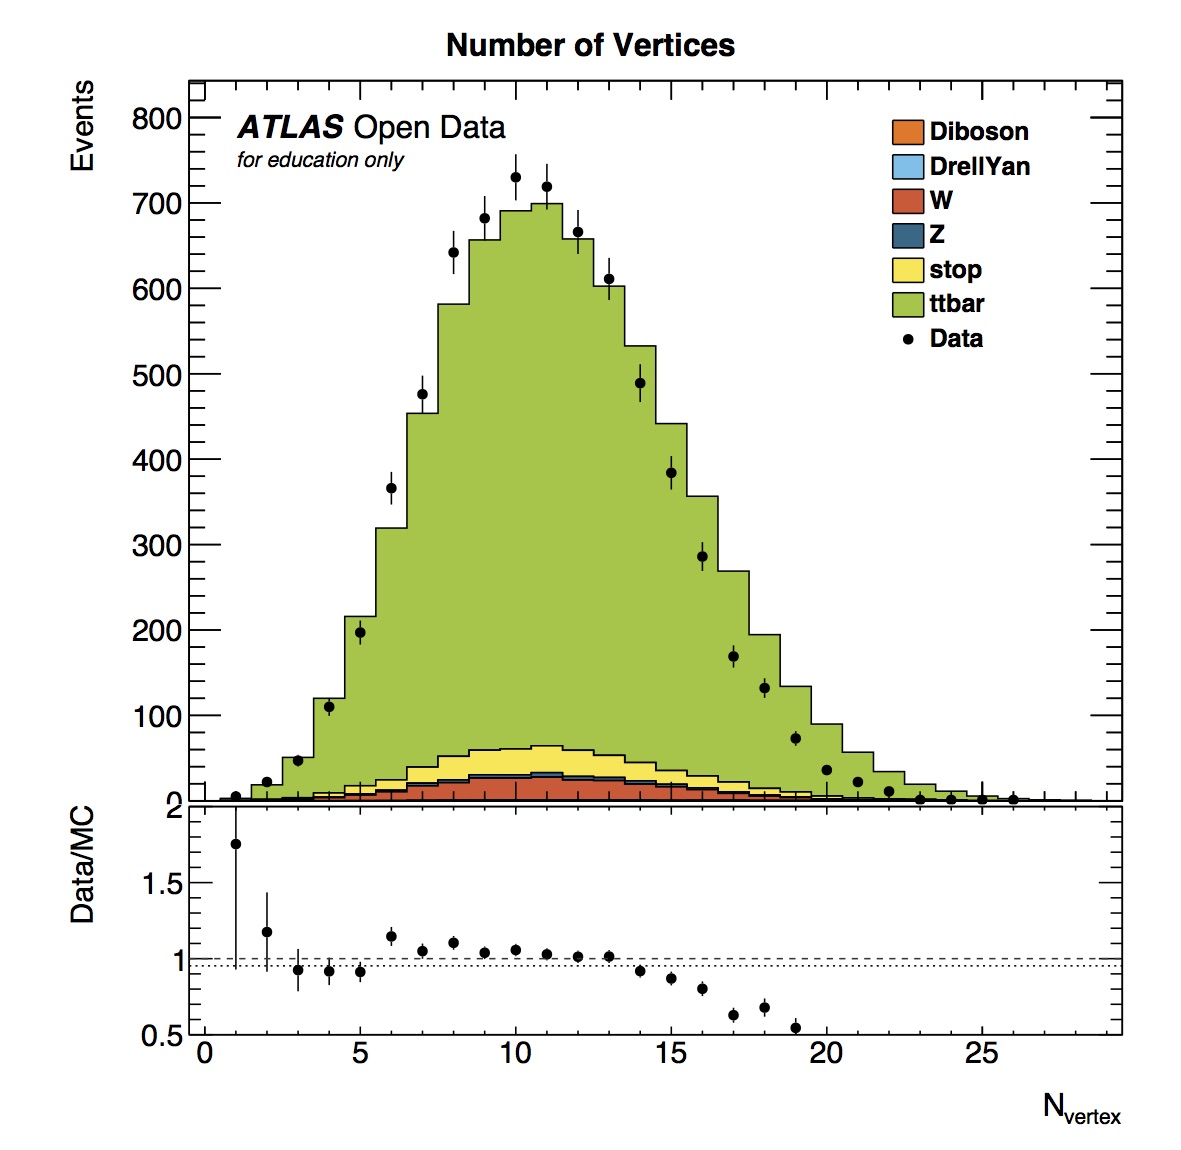 Number of Vertices
Events
ATLAS Open Data
for education only
Diboson
DrellYan
W
Z
stop
ttbar
Data
800
700
600
500
400
300
200
100
0
Data/MC
2
1.5
1
0.5
0 5 10 15 20 25
Nvertex